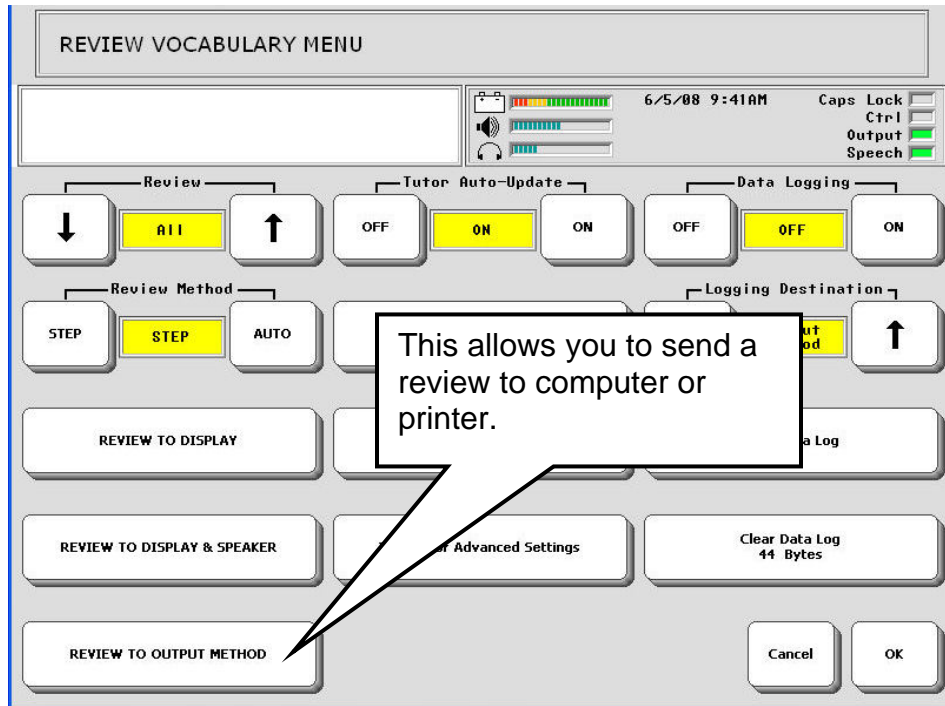 REVIEW VOCABULARY MENU
6/5/08 9:41AM Caps Lock
Ctrl
Output
Speech
Review Tutor Auto-Update Data Logging
All OFF ON ON OFF OFF ON
Review Method Logging Destination
STEP STEP AUTO
This allows you to send a
review to computer or
printer.
REVIEW TO DISPLAY Log
REVIEW TO DISPLAY & SPEAKER Advanced Settings Clear Data Log
44 Bytes
REVIEW TO OUTPUT METHOD Cancel OK